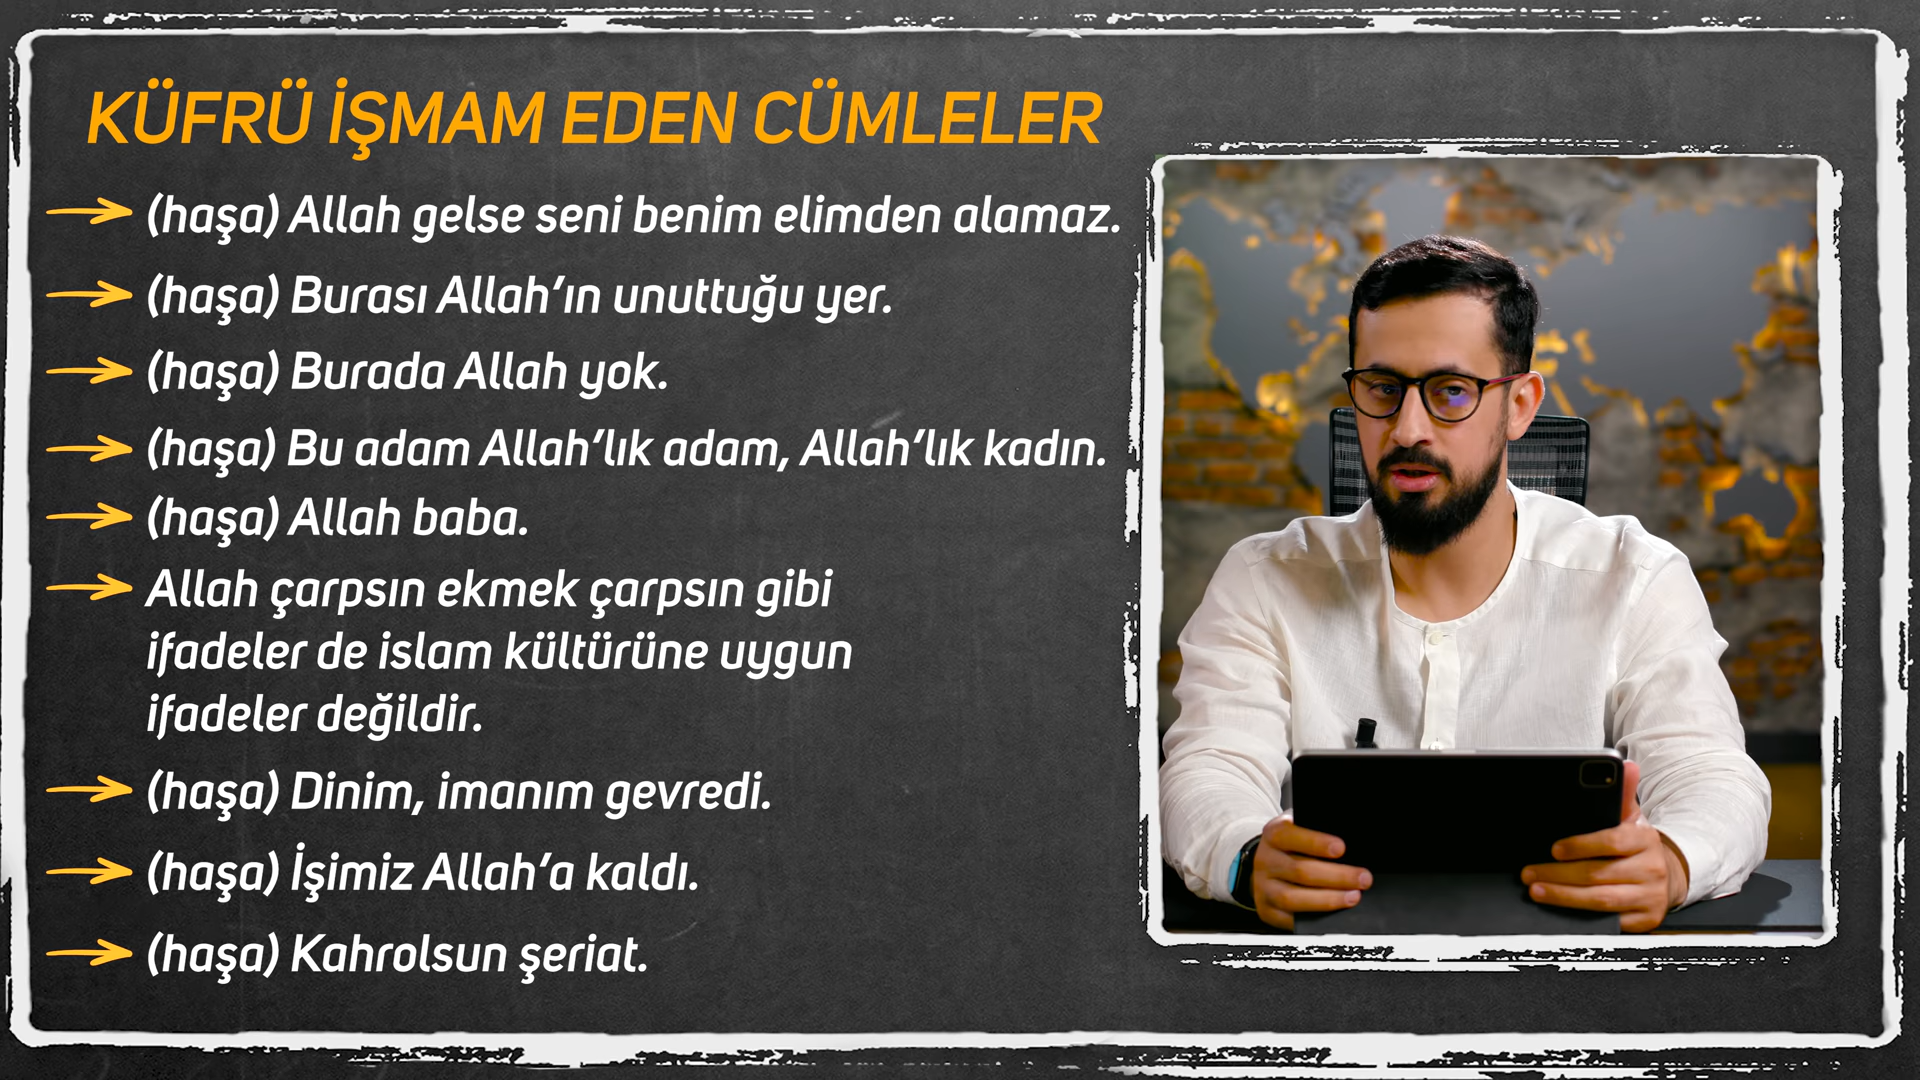 KÜFRÜ İŞMAM EDEN CÜMLELER
(haşa) Allah gelse seni benim elimden alamaz.
(haşa) Burası Allah’ın unuttuğu yer.
(haşa) Burada Allah yok.
(haşa) Bu adam Allah’lık adam, Allah’lık kadın.
(haşa) Allah baba.
Allah çarpsın ekmek çarpsın gibi
ifadeler de islam kültürüne uygun
ifadeler değildir.
(haşa) Dinim, imanım gevredi.
(haşa) İşimiz Allah’a kaldı.
(haşa) Kahrolsun şeriat.